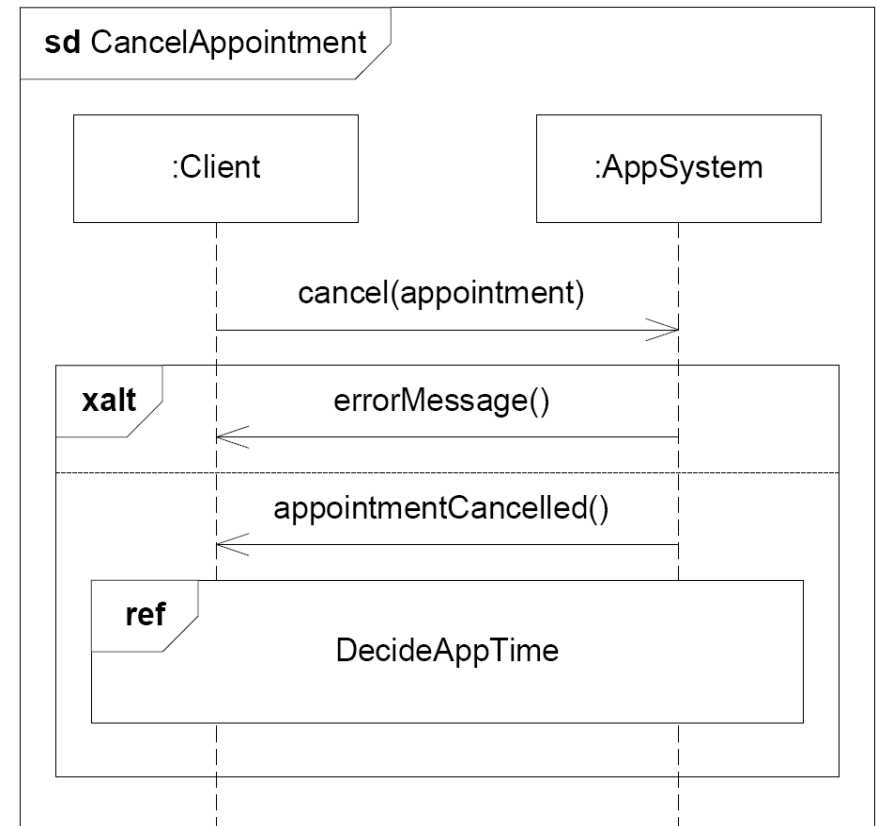 sd CancelAppointment
:Client
:AppSystem
cancel(appointment)
xalt
errorMessage()
appointmentCancelled()
ref
DecideAppTime